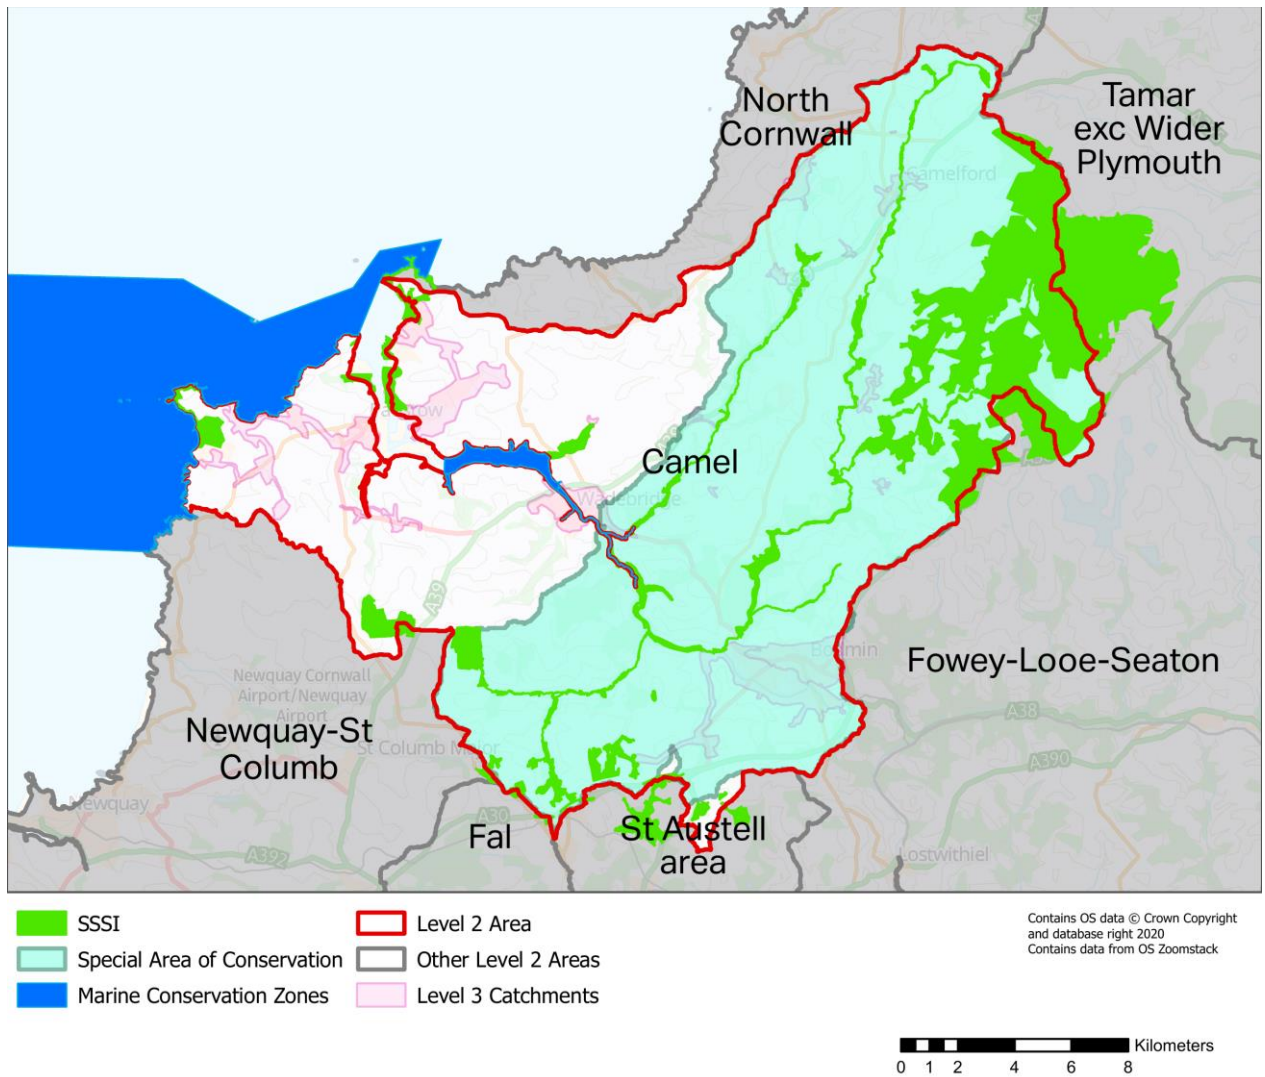 North
Cornwall
Tamar
exc Wider
Plymouth
Camelford
Camel
Wadebridge
A39
Bodmin
Fowey-Looe-Seaton
Newquay Cornwall
Airport/Newquay
Airport
Newquay-St
Columb
St Columb Major
A38
A390
Newquay
A30
A392
Fal
St Austell
area
Lostwithiel
SSSI
Special Area of Conservation
Marine Conservation Zones
Level 2 Area
Other Level 2 Areas
Level 3 Catchments
Contains OS data © Crown Copyright
and database right 2020
Contains data from OS Zoomstack
Kilometers
0 1 2 4 6 8